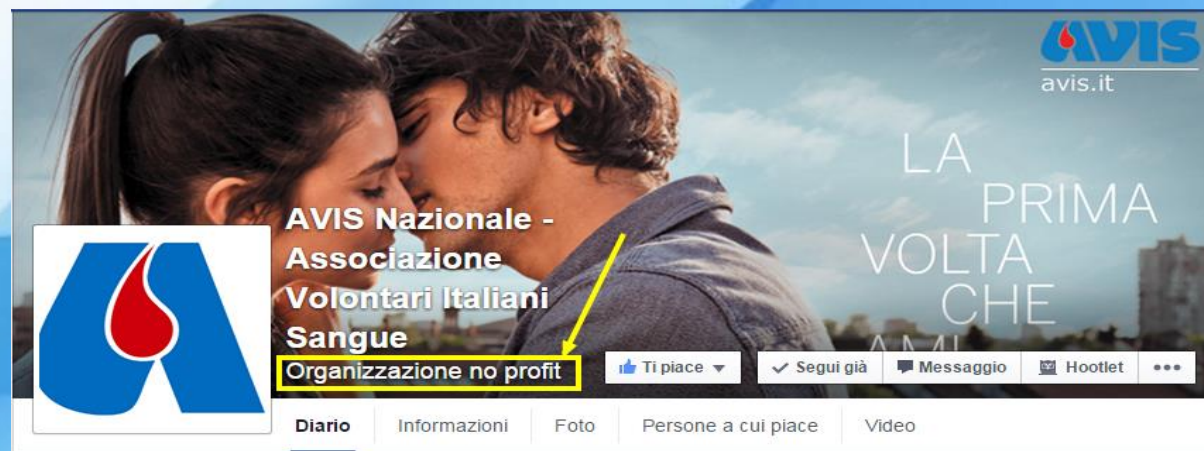 AVIS
avis.it
LA
PRIMA
VOLTA
CHE
AMI
AVIS Nazionale -
Associazione
Volontari Italiani
Sangue
Organizzazione no profit
Ti piace
Segui già
Messaggio
Hootlet
•••
Diario
Informazioni
Foto
Persone a cui piace
Video